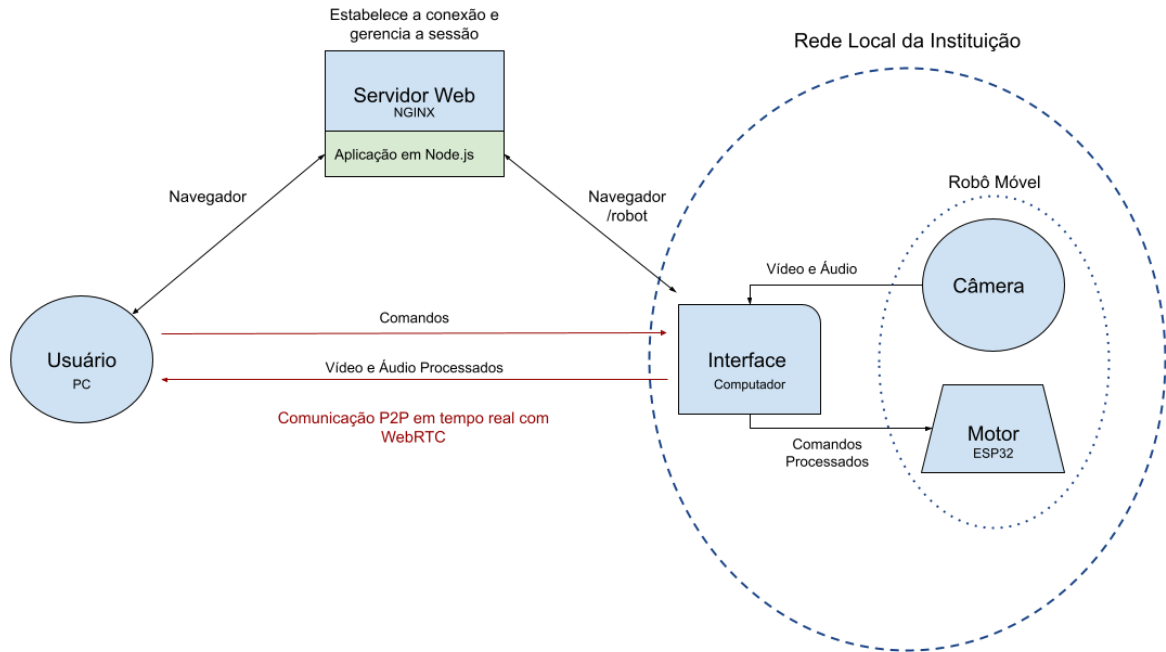 Estabelece a conexão e
gerencia a sessão
Rede Local da Instituição
Servidor Web
NGINX
Aplicação em Node.js
Navegador
Navegador
/robot
Robô Móvel
Vídeo e Áudio
Câmera
Comandos
Usuário
PC
Vídeo e Áudio Processados
Interface
Computador
Comunicação P2P em tempo real com
WebRTC
Comandos
Processados
Motor
ESP32